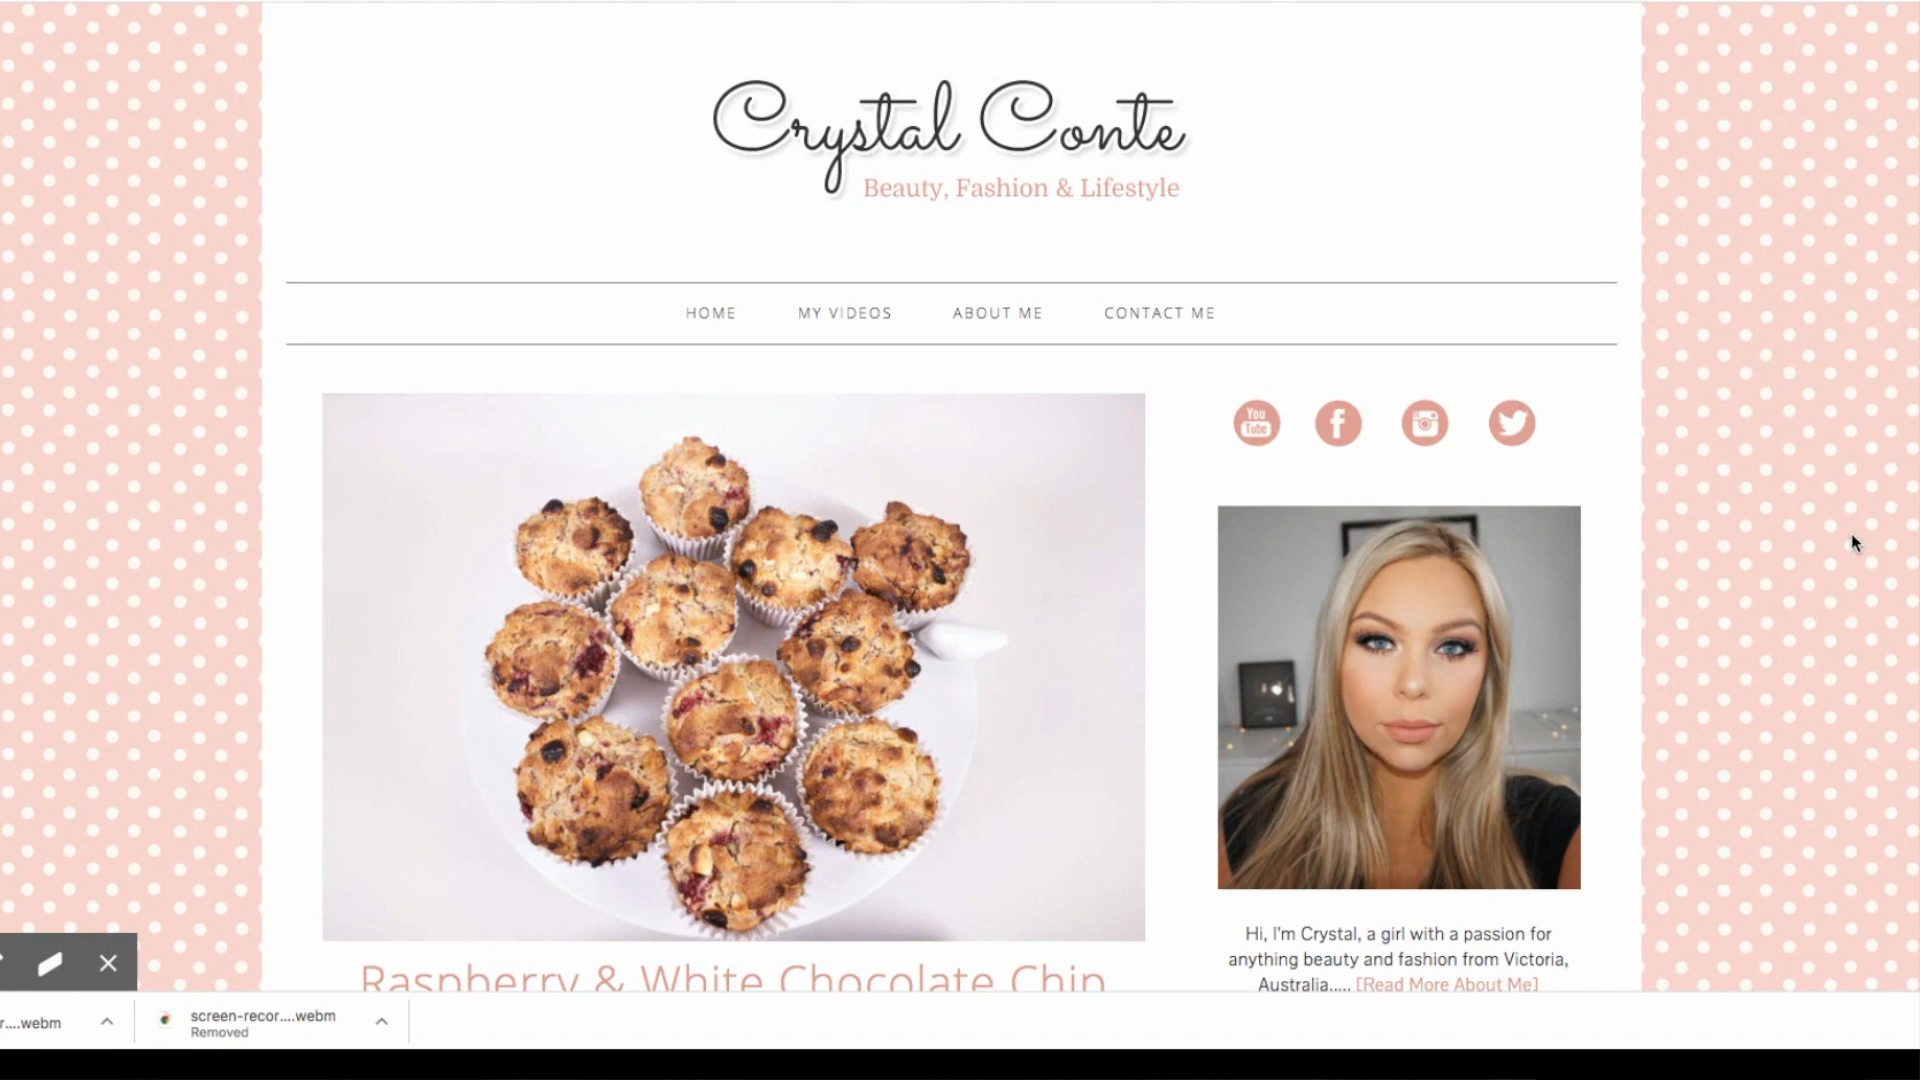 Crystal Conte
Beauty, Fashion & Lifestyle
HOME MY VIDEOS ABOUT ME CONTACT ME
You
Tube
Raspberry & White Chocolate Chip
Hi, I'm Crystal, a girl with a passion for
anything beauty and fashion from Victoria,
Australia..... [Read More About Me]
r....webm
screen-recor....webm
Removed